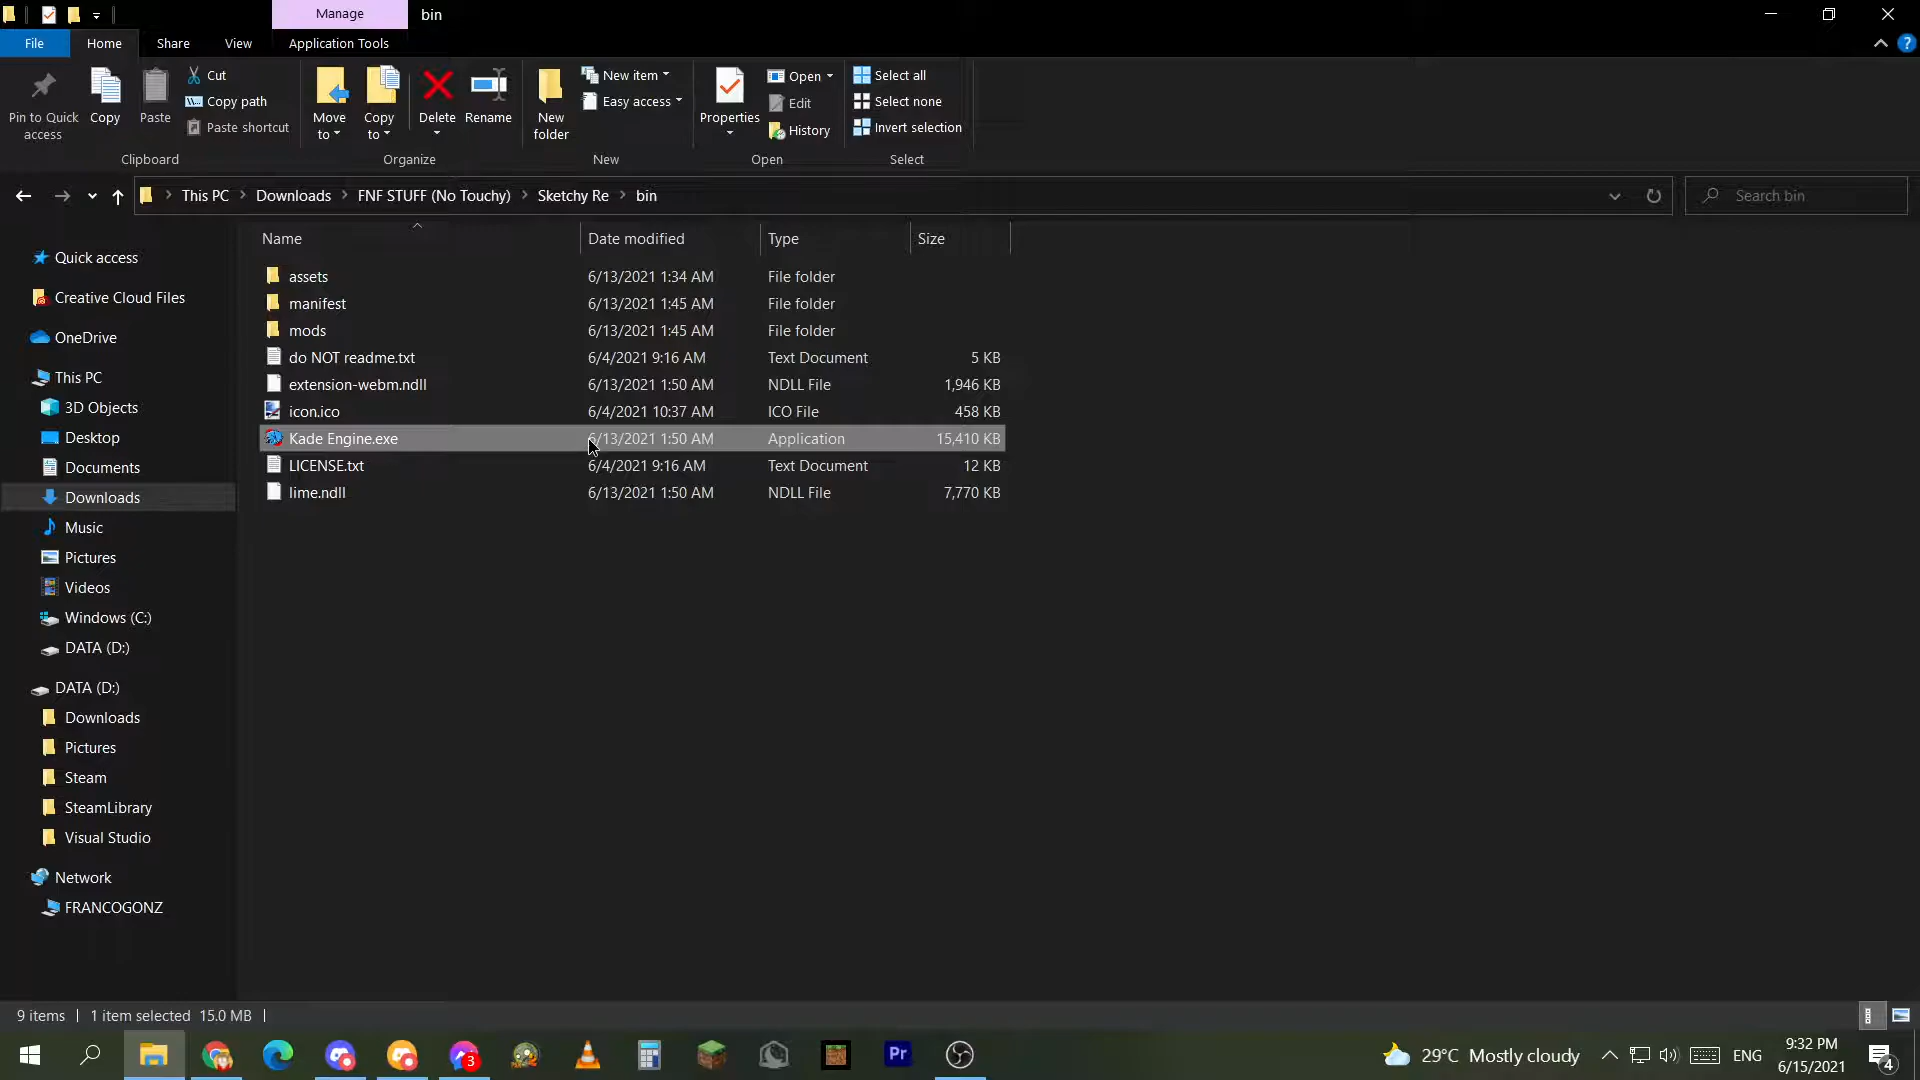 Manage
bin
File
Home
Share
View
Application Tools
Pin to Quick access
Copy
Paste
Cut
Copy path
Paste shortcut
Clipboard
Move to
Copy to
Delete
Rename
Organize
New folder
New item
Easy access
New
Properties
Open
Edit
History
Open
Select all
Select none
Invert selection
Select
This PC
Downloads
FNF STUFF (No Touchy)
Sketchy Re
bin
Search bin
Name Date modified Type Size
assets 6/13/2021 1:34 AM File folder
manifest 6/13/2021 1:45 AM File folder
mods 6/13/2021 1:45 AM File folder
do NOT readme.txt 6/4/2021 9:16 AM Text Document 5 KB
extension-webm.ndll 6/13/2021 1:50 AM NDLL File 1,946 KB
icon.ico 6/4/2021 10:37 AM ICO File 458 KB
Kade Engine.exe 6/13/2021 1:50 AM Application 15,410 KB
LICENSE.txt 6/4/2021 9:16 AM Text Document 12 KB
lime.ndll 6/13/2021 1:50 AM NDLL File 7,770 KB
Quick access
Creative Cloud Files
OneDrive
This PC
3D Objects
Desktop
Documents
Downloads
Music
Pictures
Videos
Windows (C:)
DATA (D:)
DATA (D:)
Downloads
Pictures
Steam
SteamLibrary
Visual Studio
Network
FRANCOGONZ
9 items
1 item selected 15.0 MB
3
Pr
29°C Mostly cloudy
ENG
9:32 PM
6/15/2021
4